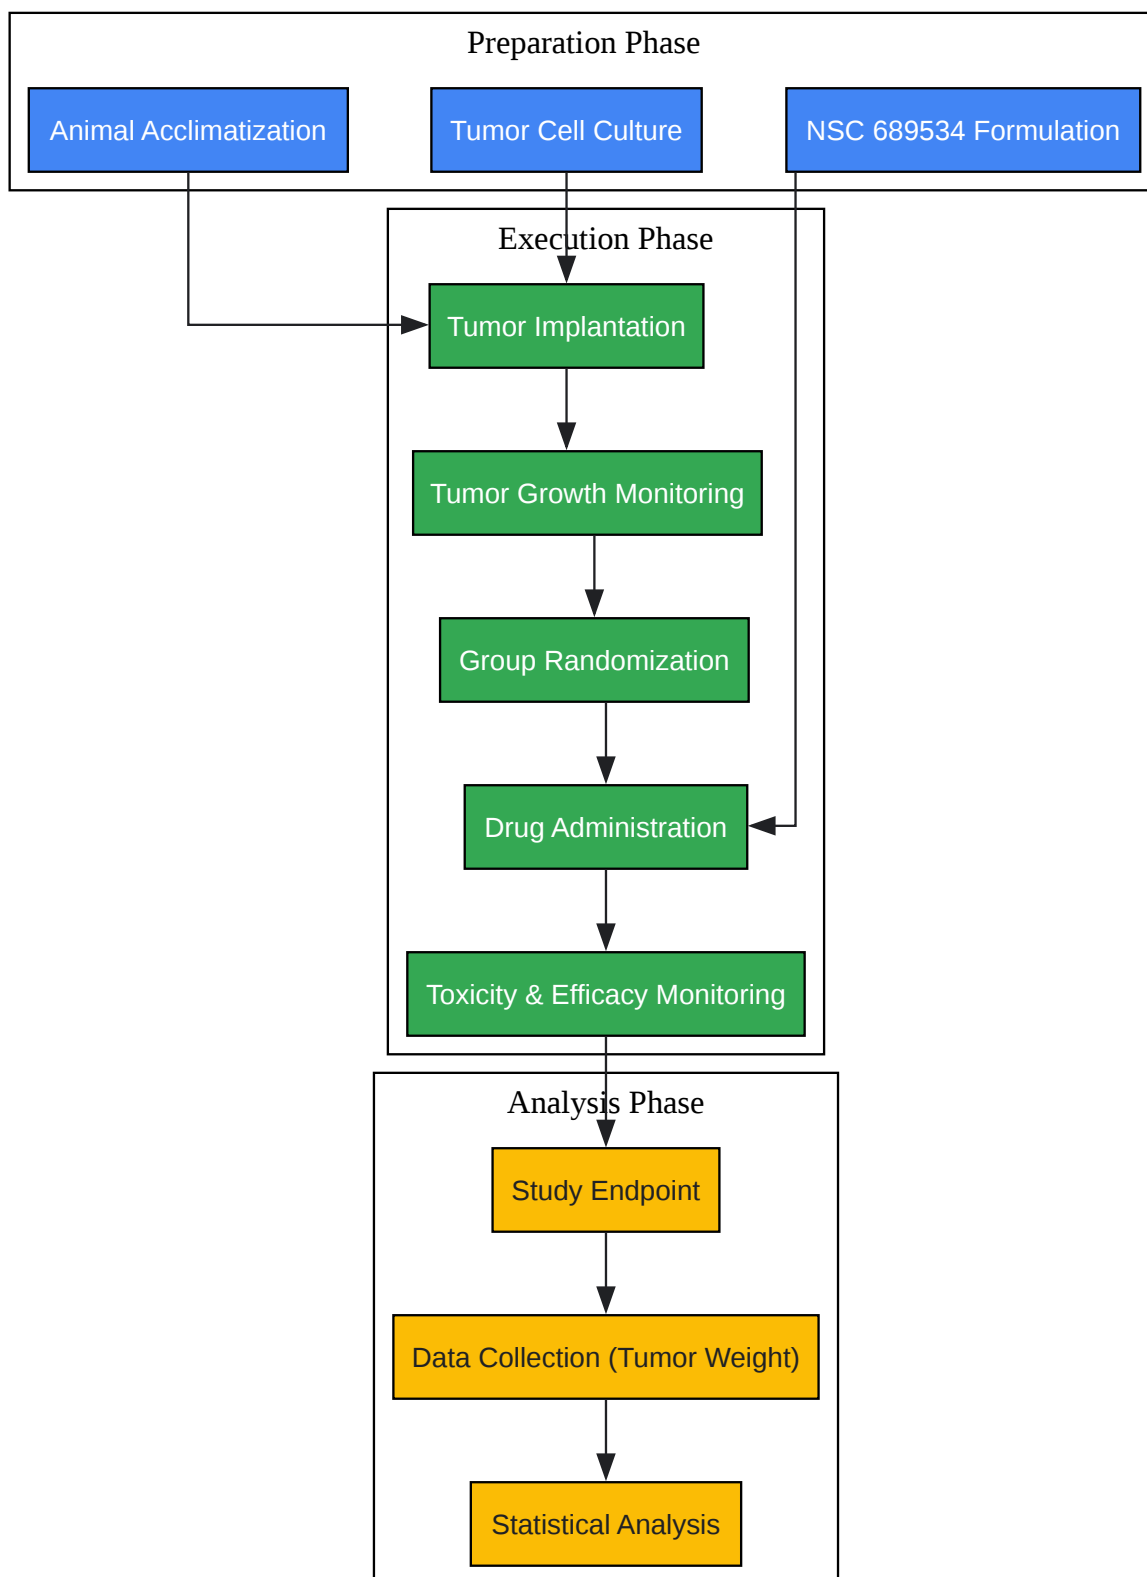 Preparation Phase
Animal Acclimatization
Tumor Cell Culture
NSC 689534 Formulation
Execution Phase
Tumor Implantation
Tumor Growth Monitoring
Group Randomization
Drug Administration
Toxicity & Efficacy Monitoring
Analysis Phase
Study Endpoint
Data Collection (Tumor Weight)
Statistical Analysis